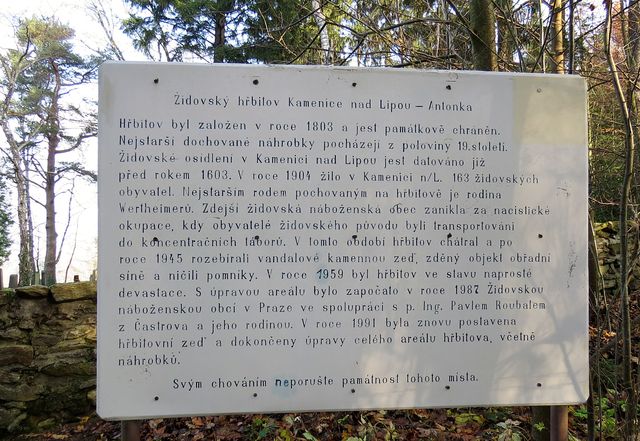 Židovský hřbitov Kamenice nad Lipou – Antonka
Hřbitov byl založen v roce 1803 a jest památkově chráněn.
Nejstarší dochované náhrobky pocházejí z poloviny 19.století.
Židovské osídlení v Kamenici nad Lipou jest datováno již
před rokem 1603. V roce 1904 žilo v Kamenici n/L. 163 židovských
obyvatel. Nejstarším rodem pochovaným na hřbitově je rodina
Wertheimerů. Zdejší židovská náboženská obec zanikla za nacistické
okupace, kdy obyvatelé židovského původu byli transportováni
do koncentračních táborů. V tomto období hřbitov chátral a po
roce 1945 rozebírali vandalové kamennou zeď, zděný objekt obřadní
síně a ničili pomníky. V roce 1959 byl hřbitov ve stavu naprosté
devastace. S úpravou areálu bylo započato v roce 1987 Židovskou
náboženskou obcí v Praze ve spolupráci s p. Ing. Pavlem Roubalem
z Častrova a jeho rodinou. V roce 1991 byla znovu postavena
hřbitovní zeď a dokončeny úpravy celého areálu hřbitova, včetně
náhrobků.
Svým chováním neporušte památnost tohoto místa.